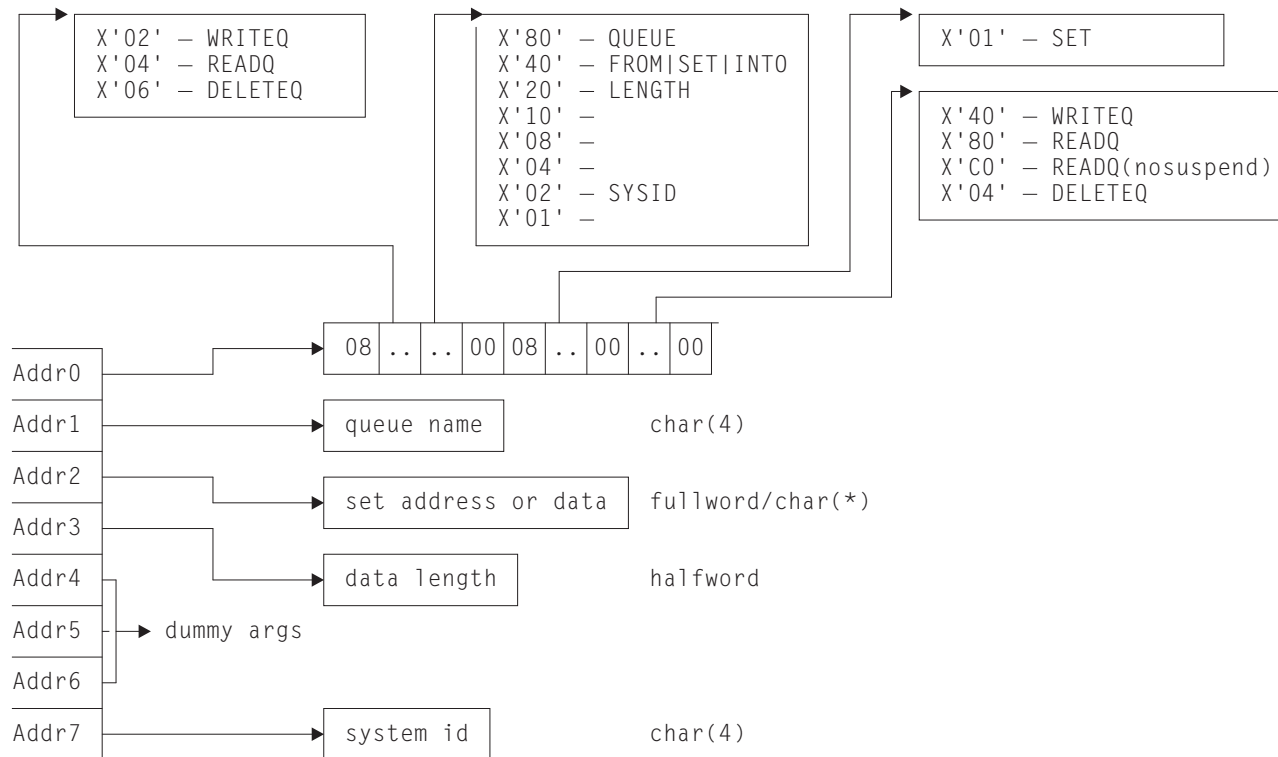 X'02' — WRITEQ
X'04' — READQ
X'06' — DELETEQ
X'80' — QUEUE
X'40' — FROM|SET|INTO
X'20' — LENGTH
X'10' —
X'08' —
X'04' —
X'02' — SYSID
X'01' —
X'01' — SET
X'40' — WRITEQ
X'80' — READQ
X'C0' — READQ(nosuspend)
X'04' — DELETEQ
08 .. .. 00 08 .. 00 .. 00
Addr0
Addr1 queue name char(4)
Addr2 set address or data fullword/char(*)
Addr3 data length halfword
Addr4
Addr5 dummy args
Addr6
Addr7 system id char(4)